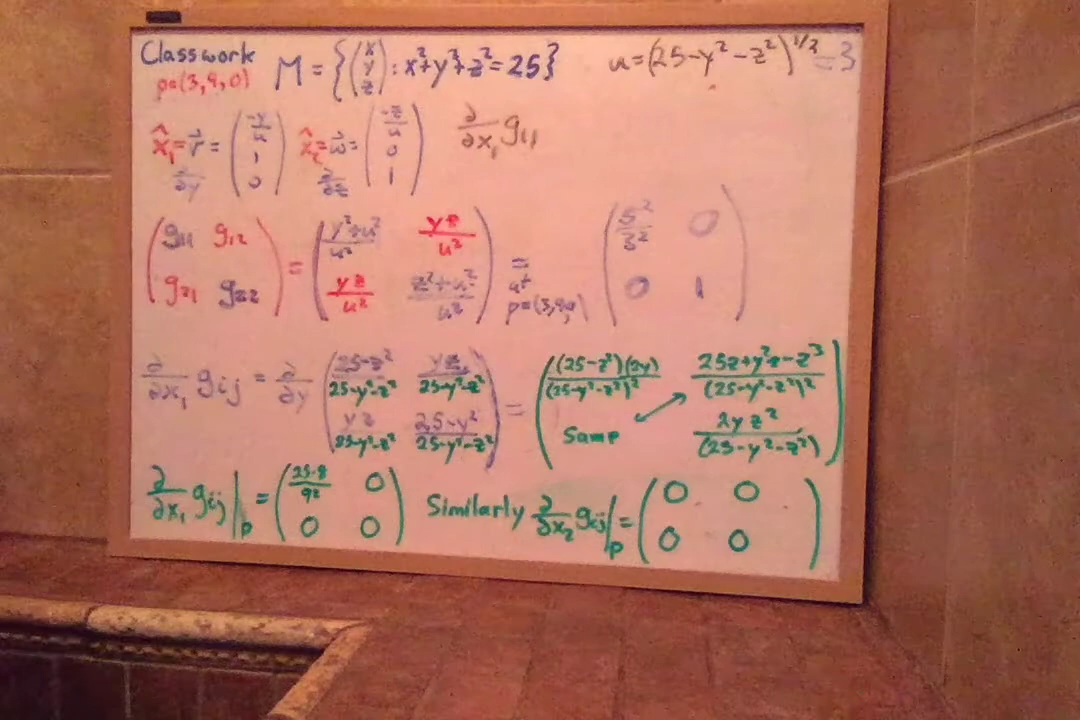 Classwork M = {(x y z) : x²+y²+z²=25} u=(25-y²-z²)^1/2 =3
p=(3,4,0)
x̂₁=v⃗= (-y/u 1 0) x̂₂=w⃗= (-z/u 0 1) ∂/∂x₁ g₁₁
∂/∂y ∂/∂z
(g₁₁ g₁₂ g₂₁ g₂₂) = ((y²+u²)/u² yz/u² yz/u² (z²+u²)/u²) = at p=(3,4,0) (5²/3² 0 0 1)
∂/∂x₁ gij = ∂/∂y ((25-z²)/(25-y²-z²) yz/(25-y²-z²) yz/(25-y²-z²) (25-y²)/(25-y²-z²)) = ((25-z²)(2y)/(25-y²-z²)² (25z+y²z-z³)/(25-y²-z²)² Same 2yz²/(25-y²-z²))
∂/∂x₁ gij|p = (25·8/9² 0 0 0) Similarly ∂/∂x₂ gij|p = (0 0 0 0)